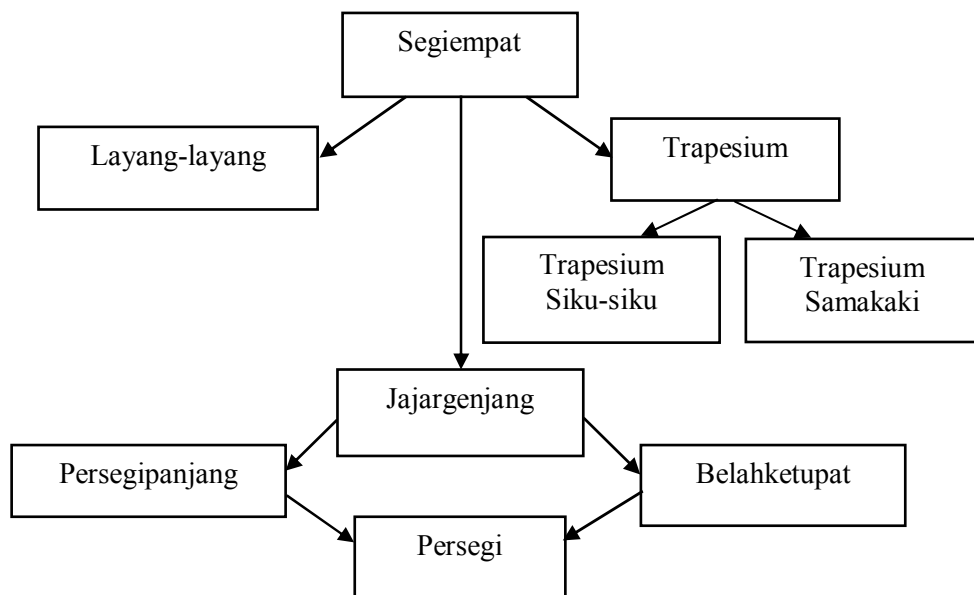 Segiempat
Layang-layang
Trapesium
Trapesium
Siku-siku
Trapesium
Samakaki
Jajargenjang
Persegipanjang
Belahketupat
Persegi